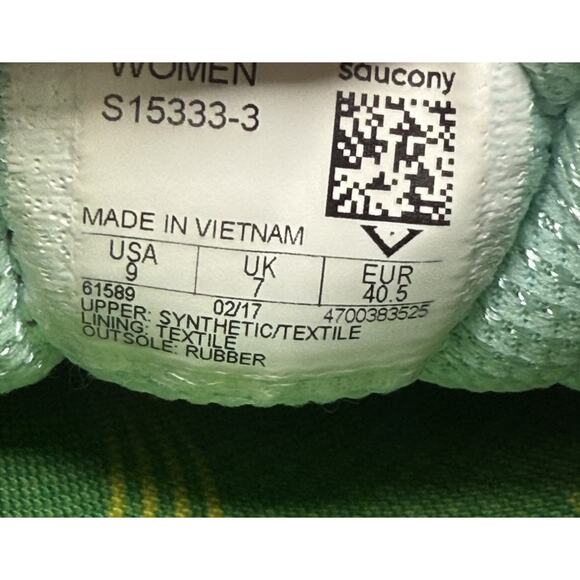 WOMEN
saucony
S15333-3
MADE IN VIETNAM
USA UK EUR
9 7 40.5
61589 02/17 4700383525
UPPER: SYNTHETIC/TEXTILE
LINING: TEXTILE
OUTSOLE: RUBBER